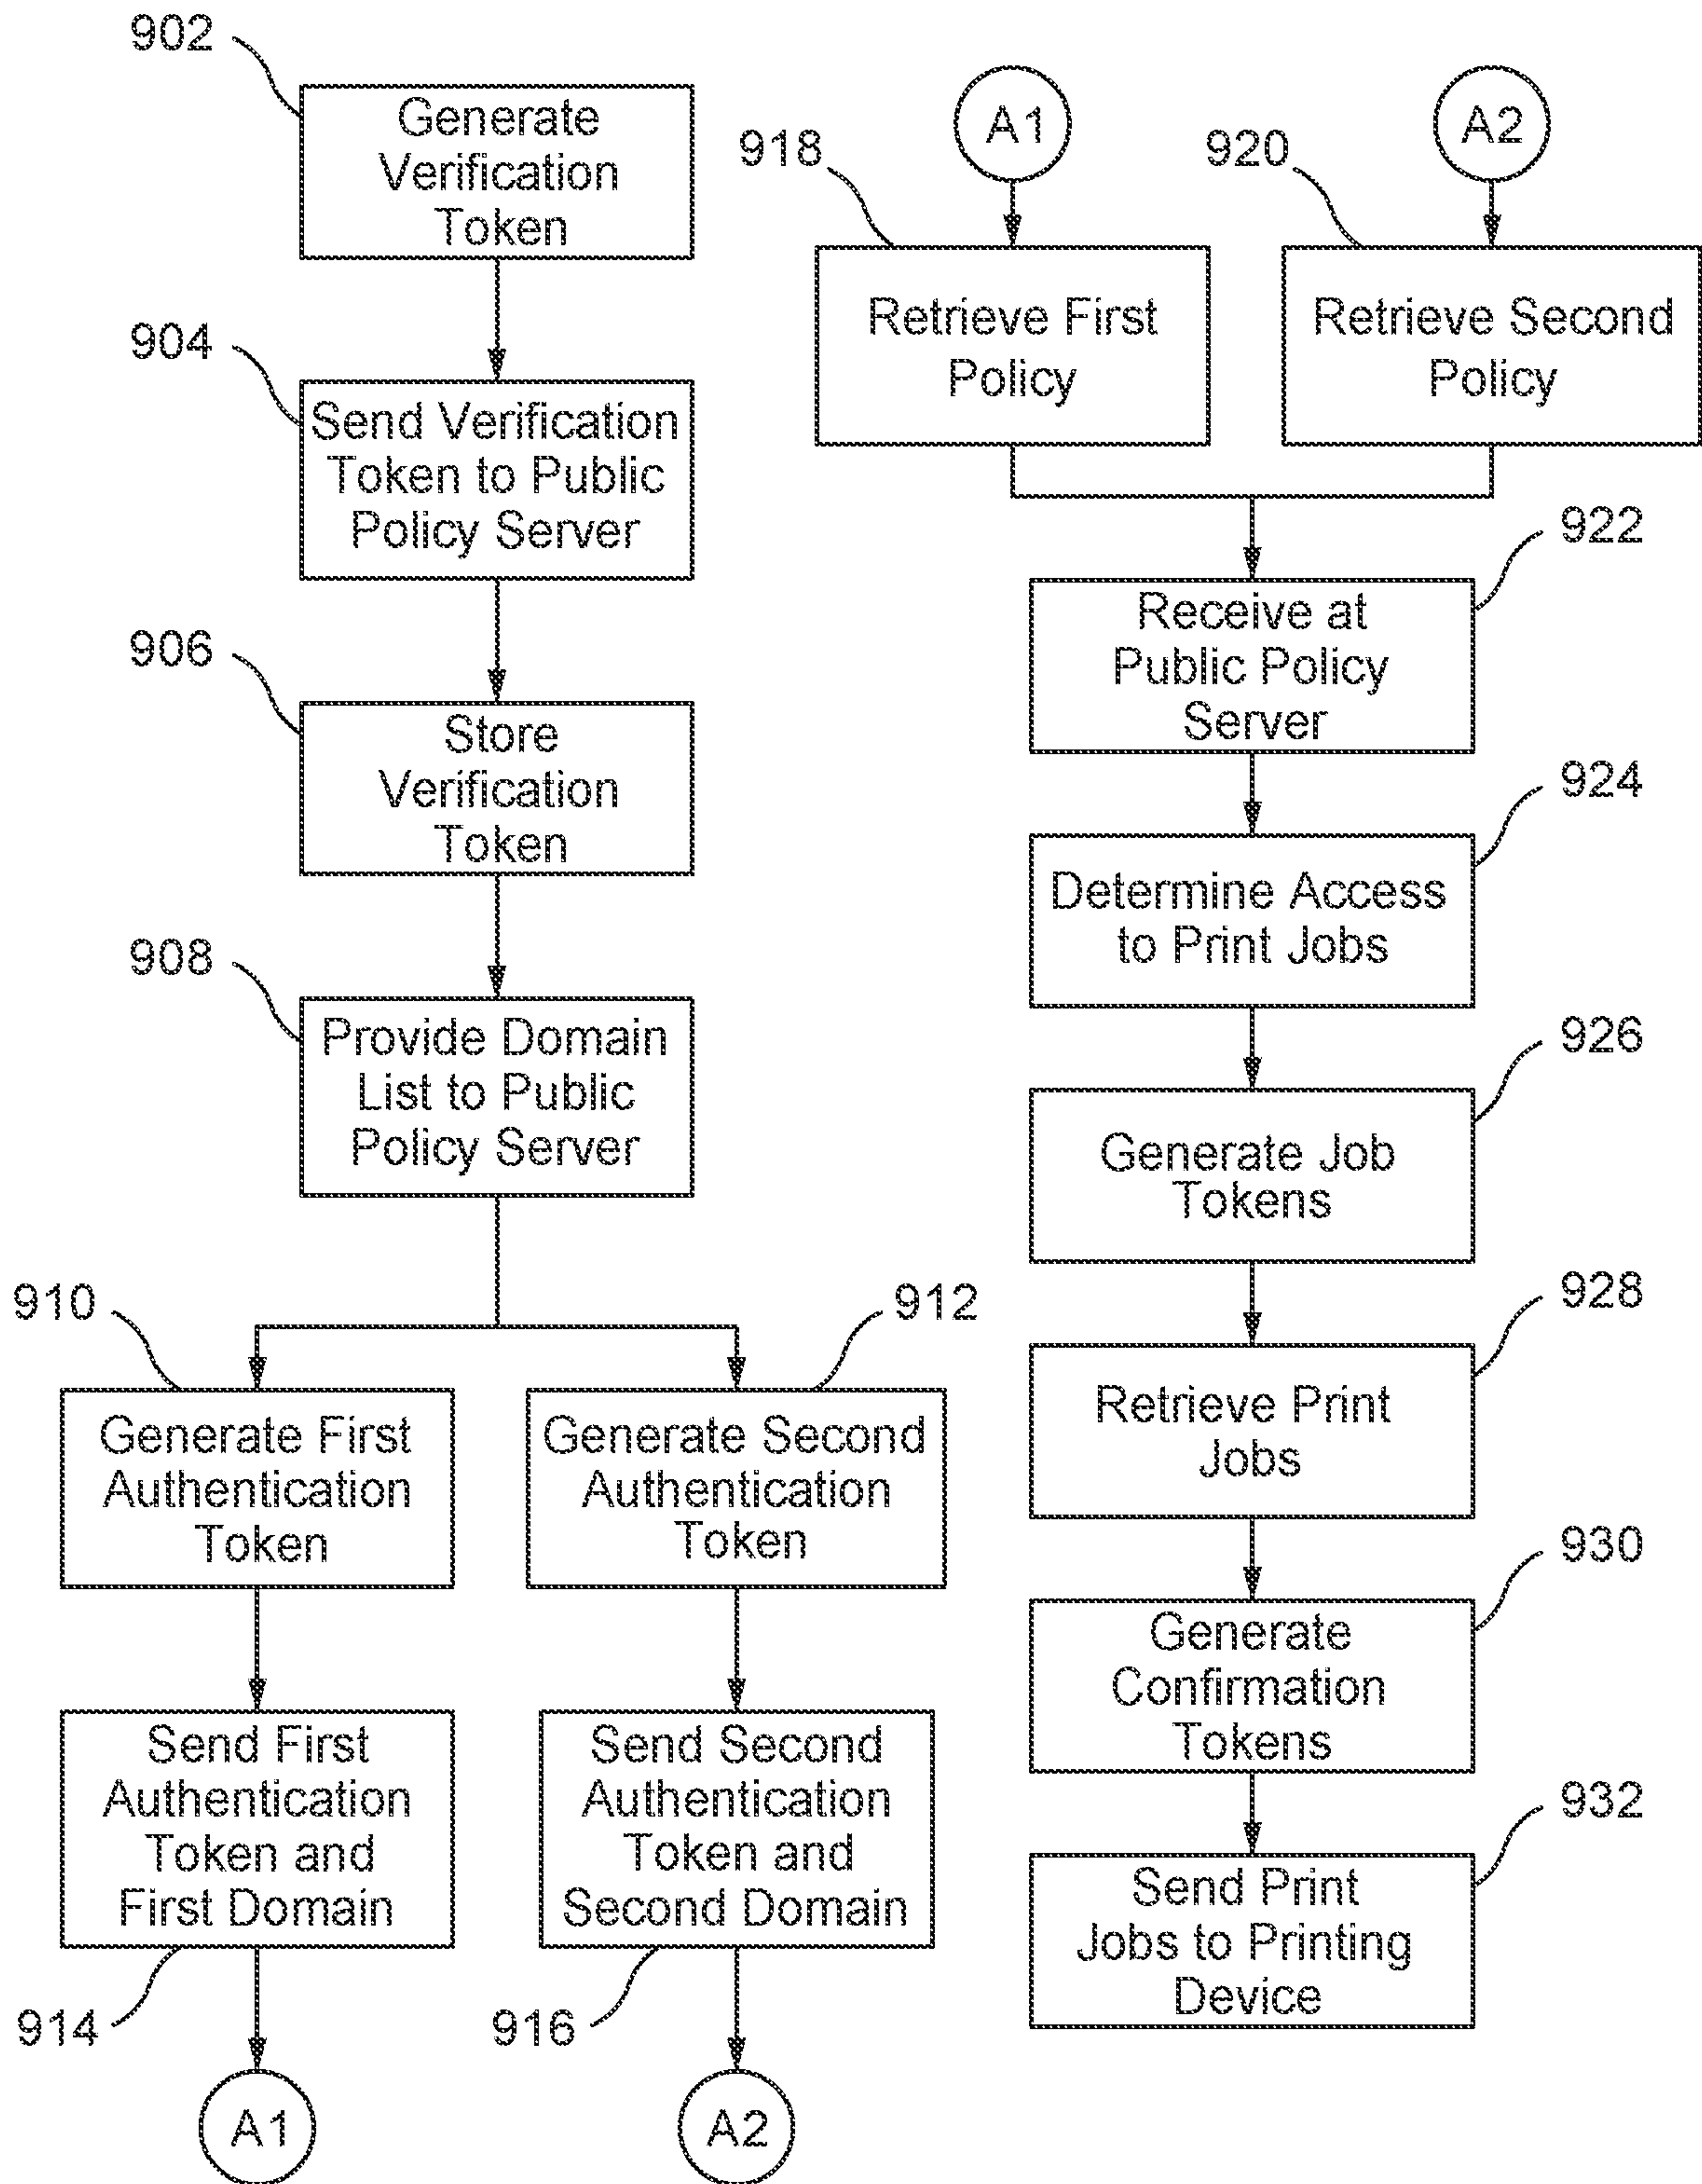 902
Generate
Verification
Token
904
Send Verification
Token to Public
Policy Server
906
Store
Verification
Token
908
Provide Domain
List to Public
Policy Server
910
912
Generate First
Authentication
Token
Generate Second
Authentication
Token
Send First
Authentication
Token and
First Domain
Send Second
Authentication
Token and
Second Domain
914
916
A1
A2
A1
A2
918
920
Retrieve First
Policy
Retrieve Second
Policy
922
Receive at
Public Policy
Server
924
Determine Access
to Print Jobs
926
Generate Job
Tokens
928
Retrieve Print
Jobs
930
Generate
Confirmation
Tokens
932
Send Print
Jobs to Printing
Device